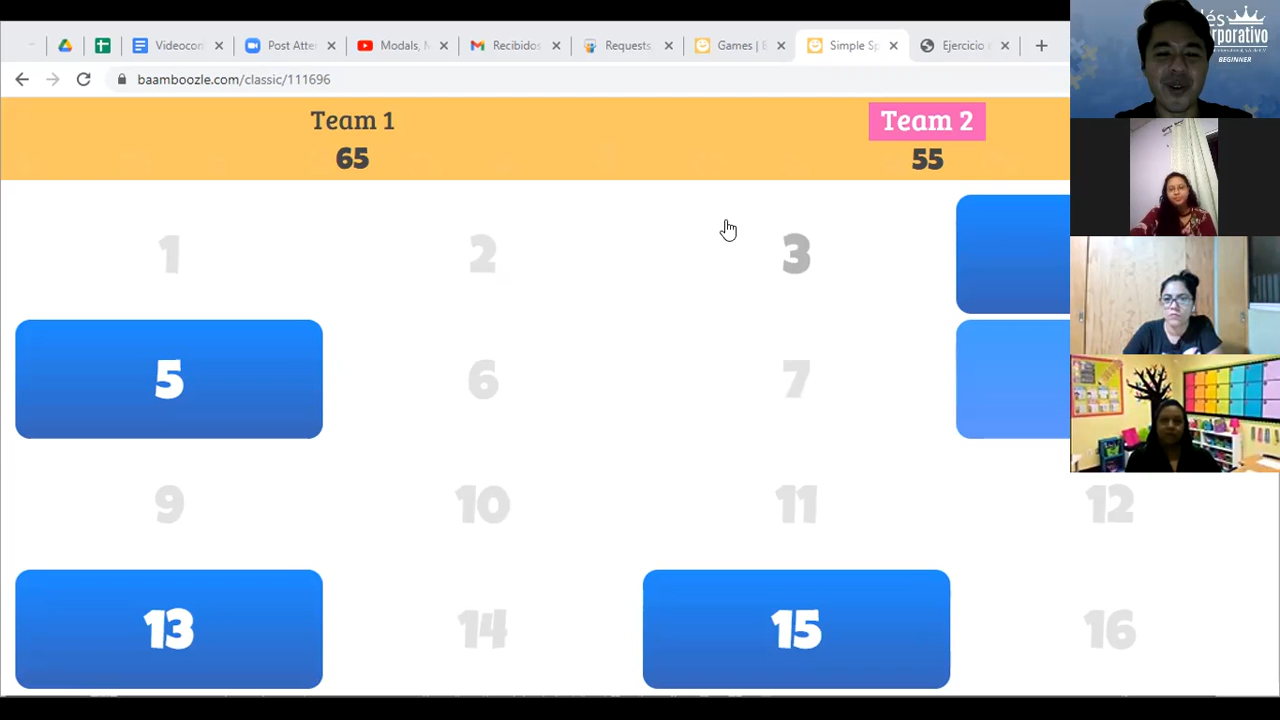 Videocon
Post Atter
Modals, M
Recibidos
Requests,
Games | B
Simple Sp
Ejercicio i
baamboozle.com/classic/111696
Team 1
65
Team 2
55
1
2
3
5
6
7
9
10
11
12
13
14
15
16
BEGINNER